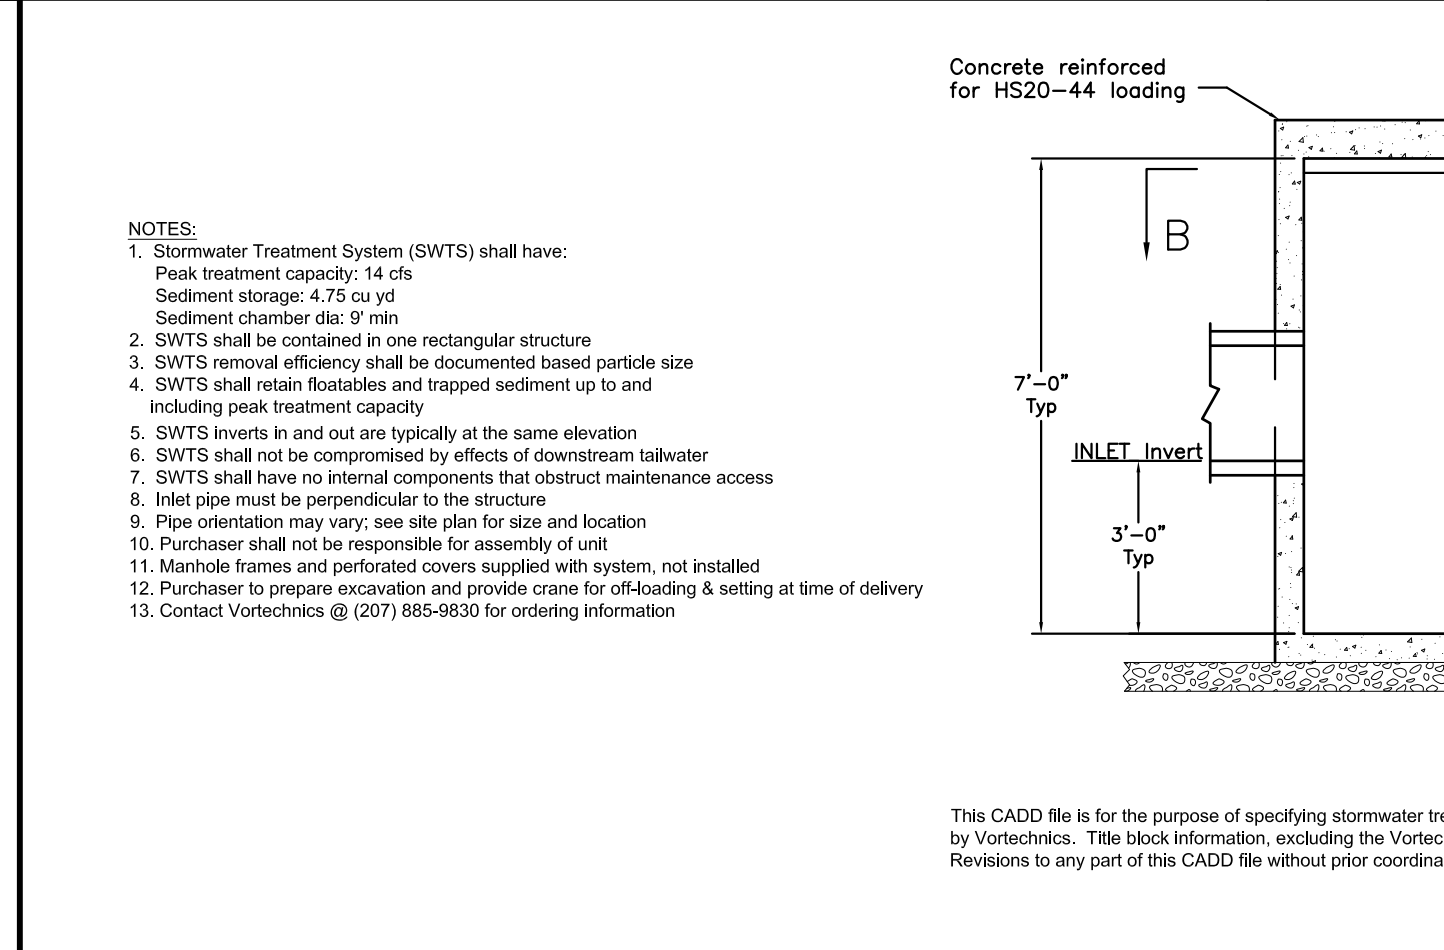 Concrete reinforced
for HS20-44 loading
B
NOTES:
1. Stormwater Treatment System (SWTS) shall have:
Peak treatment capacity: 14 cfs
Sediment storage: 4.75 cu yd
Sediment chamber dia: 9' min
2. SWTS shall be contained in one rectangular structure
3. SWTS removal efficiency shall be documented based particle size
4. SWTS shall retain floatables and trapped sediment up to and
including peak treatment capacity
5. SWTS inverts in and out are typically at the same elevation
6. SWTS shall not be compromised by effects of downstream tailwater
7. SWTS shall have no internal components that obstruct maintenance access
8. Inlet pipe must be perpendicular to the structure
9. Pipe orientation may vary; see site plan for size and location
10. Purchaser shall not be responsible for assembly of unit
11. Manhole frames and perforated covers supplied with system, not installed
12. Purchaser to prepare excavation and provide crane for off-loading & setting at time of delivery
13. Contact Vortechnics @ (207) 885-9830 for ordering information
7'-0"
Typ
INLET Invert
3'-0"
Typ
This CADD file is for the purpose of specifying stormwater tre
by Vortechnics. Title block information, excluding the Vortec
Revisions to any part of this CADD file without prior coordina